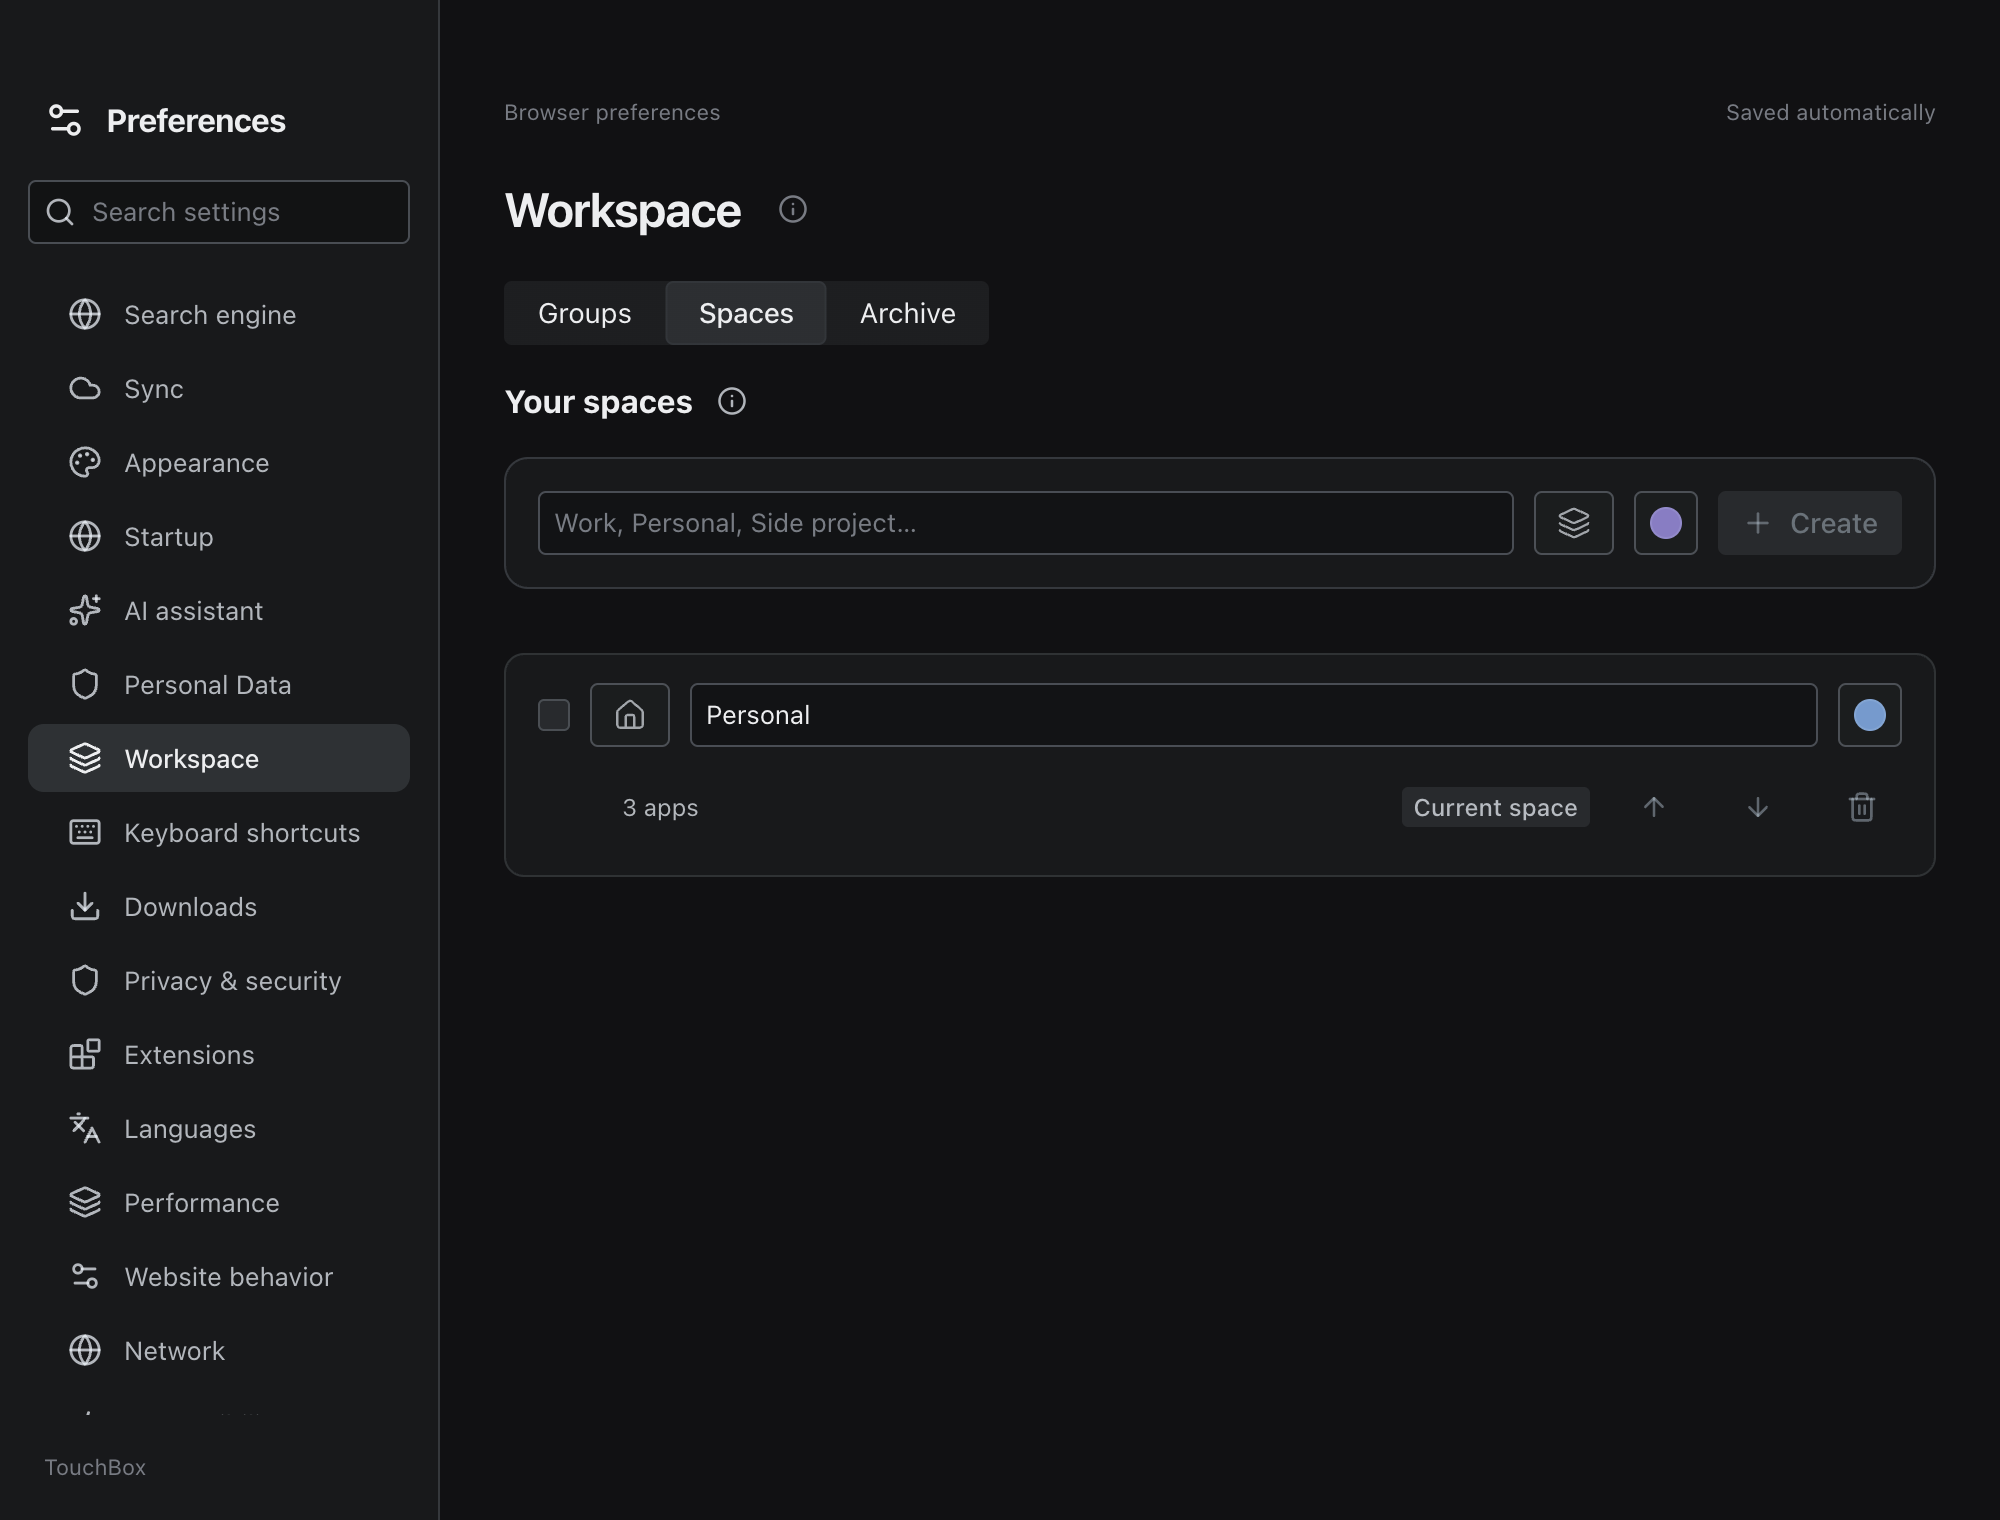 Preferences
Search settings
Search engine
Sync
Appearance
Startup
AI assistant
Personal Data
Workspace
Keyboard shortcuts
Downloads
Privacy & security
Extensions
Languages
Performance
Website behavior
Network
TouchBox
Browser preferences
Saved automatically
Workspace
Groups
Spaces
Archive
Your spaces
Work, Personal, Side project...
Create
Personal
3 apps
Current space